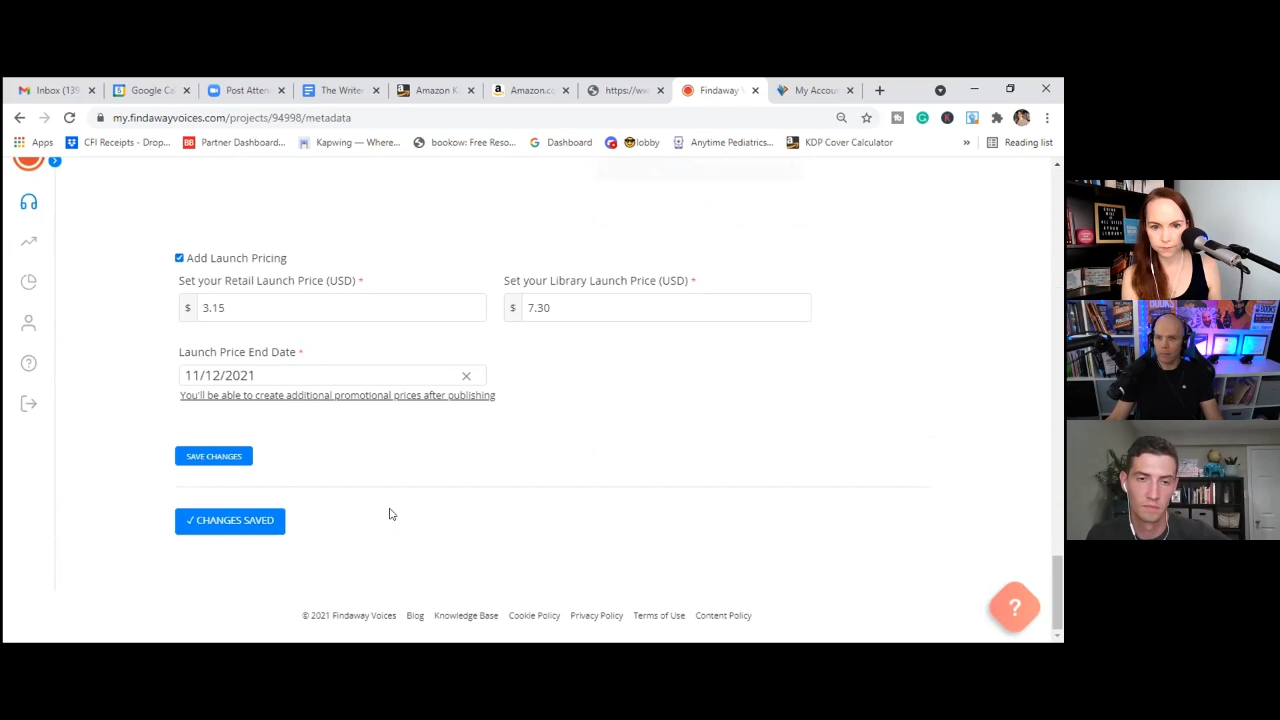 Inbox (139
Google Ca
Post Atten
The Writer
Amazon K
Amazon.co
https://ww
Findaway V
My Accou
my.findawayvoices.com/projects/94998/metadata
Apps
CFI Receipts - Drop...
Partner Dashboard...
Kapwing — Where...
bookow: Free Reso...
Dashboard
lobby
Anytime Pediatrics...
KDP Cover Calculator
»
Reading list
Add Launch Pricing
Set your Retail Launch Price (USD) *
Set your Library Launch Price (USD) *
$ 3.15
$ 7.30
Launch Price End Date *
11/12/2021
You'll be able to create additional promotional prices after publishing
SAVE CHANGES
✓ CHANGES SAVED
© 2021 Findaway Voices Blog Knowledge Base Cookie Policy Privacy Policy Terms of Use Content Policy
?
BOOKS